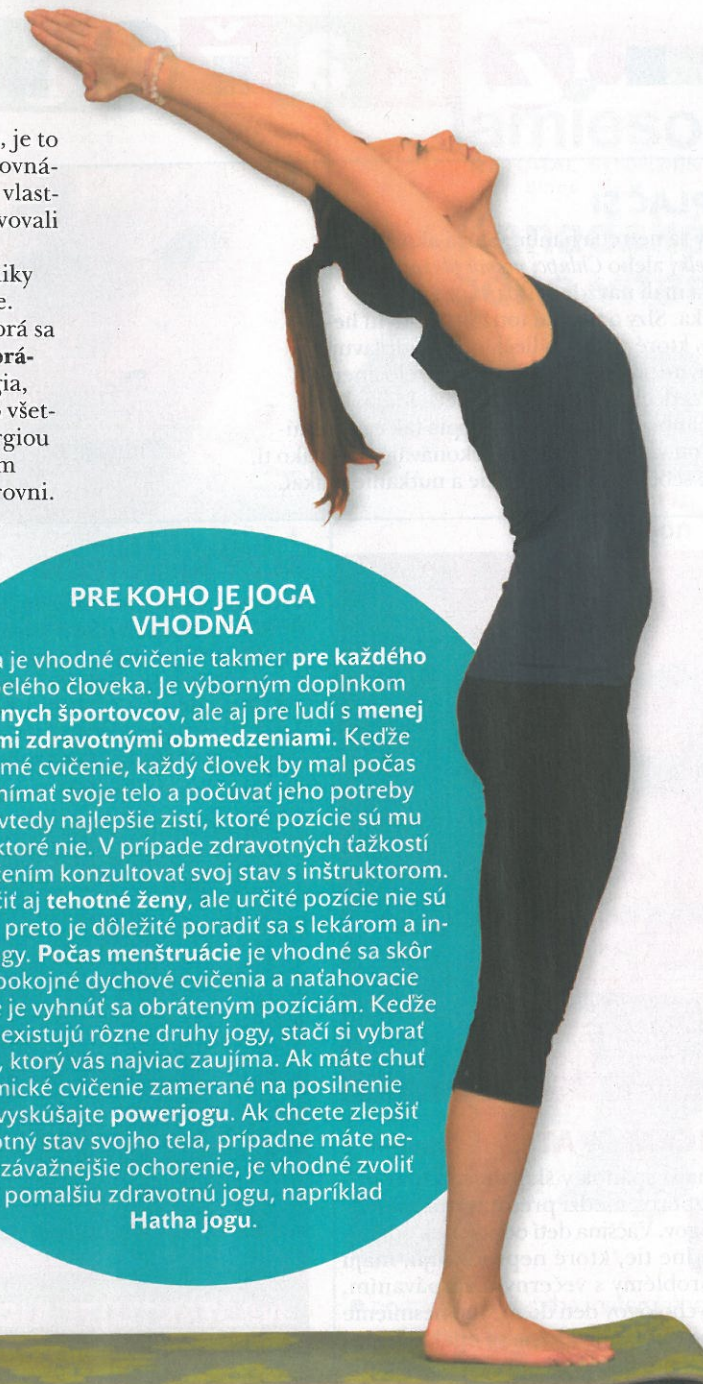 , je to
ovná-
vlast-
vovali
iky
e.
orá sa
orá-
gia,
všet-
rgiou
m
rovni.
PRE KOHO JE JOGA
VHODNÁ
a je vhodné cvičenie takmer pre každého
pelého človeka. Je výborným doplnkom
nych športovcov, ale aj pre ľudí s menej
mi zdravotnými obmedzeniami. Keďže
mé cvičenie, každý človek by mal počas
nímať svoje telo a počúvať jeho potreby
vtedy najlepšie zistí, ktoré pozície sú mu
ktoré nie. V prípade zdravotných ťažkostí
čením konzultovať svoj stav s inštruktorom.
čiť aj tehotné ženy, ale určité pozície nie sú
preto je dôležité poradiť sa s lekárom a in-
gy. Počas menštruácie je vhodné sa skôr
pokojné dychové cvičenia a naťahovacie
e je vyhnúť sa obráteným pozíciám. Keďže
existujú rôzne druhy jogy, stačí si vybrať
, ktorý vás najviac zaujíma. Ak máte chuť
mické cvičenie zamerané na posilnenie
vyskúšajte powerjogu. Ak chcete zlepšiť
otný stav svojho tela, prípadne máte ne-
závažnejšie ochorenie, je vhodné zvoliť
pomalšiu zdravotnú jogu, napríklad
Hatha jogu.